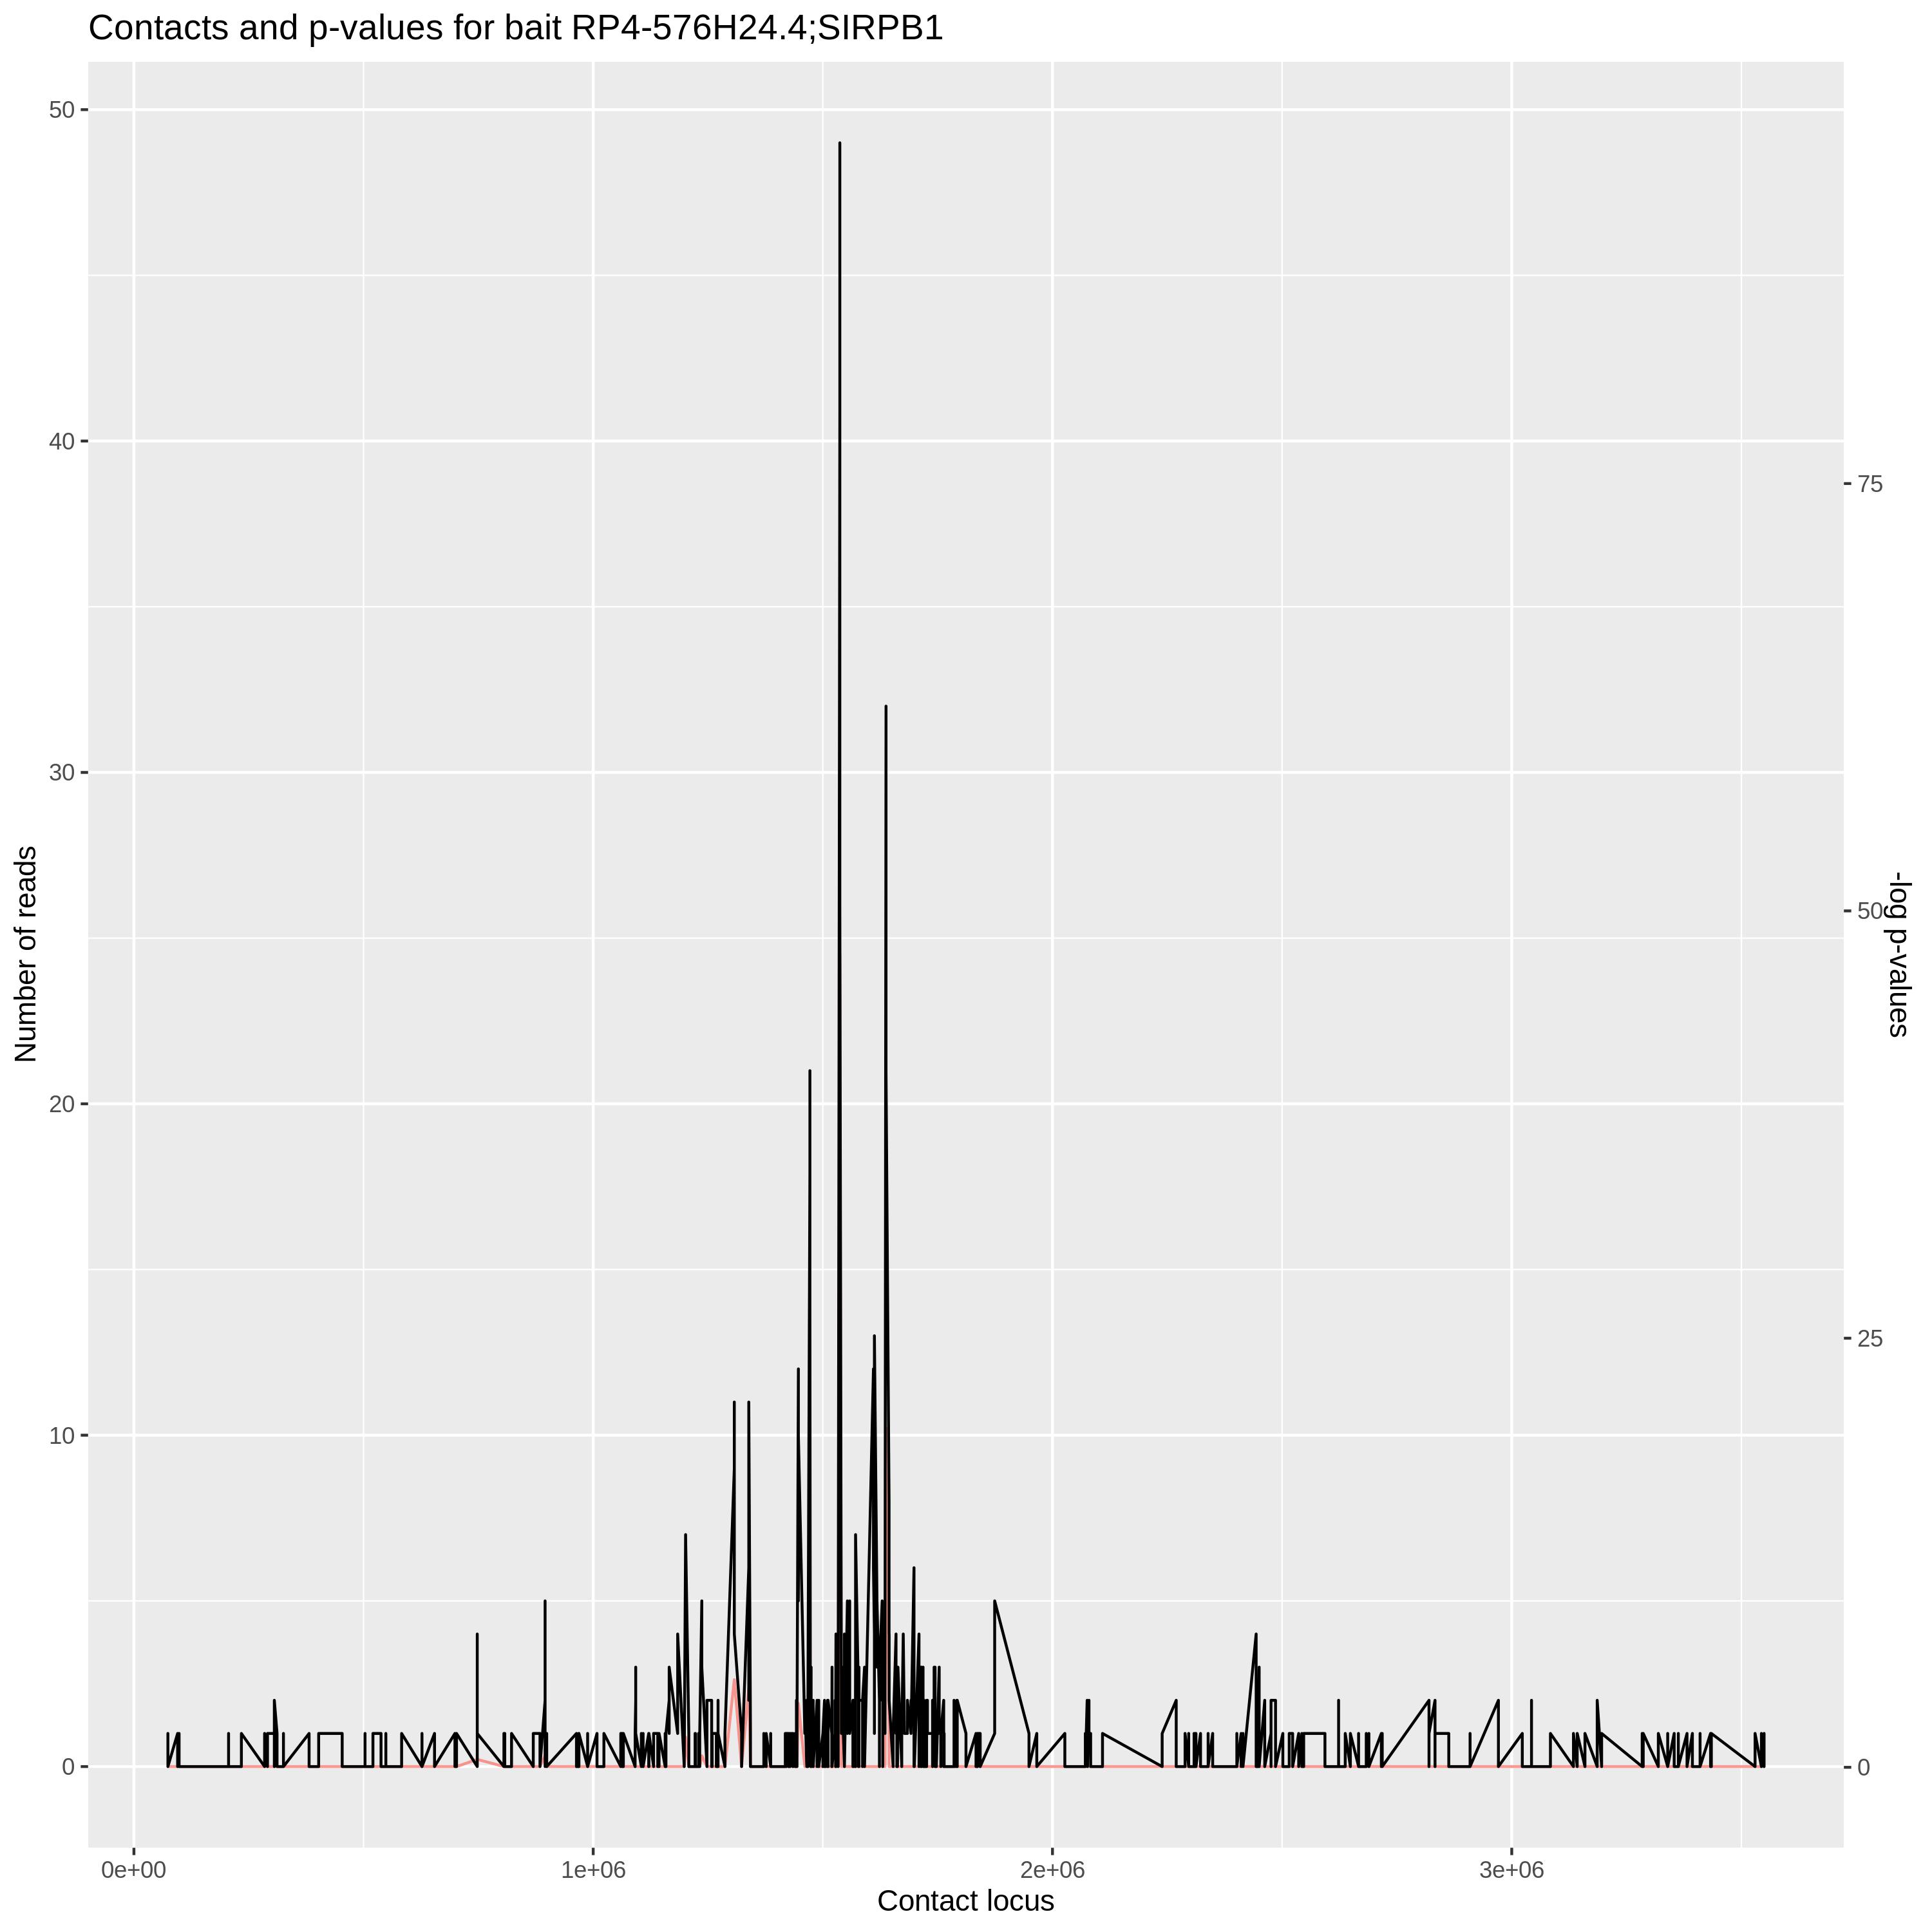 Contacts and p-values for bait RP4-576H24.4;SIRPB1
50
40
30
20
10
0
Number of reads
75
50
25
0
-log p-values
0e+00
1e+06
2e+06
3e+06
Contact locus